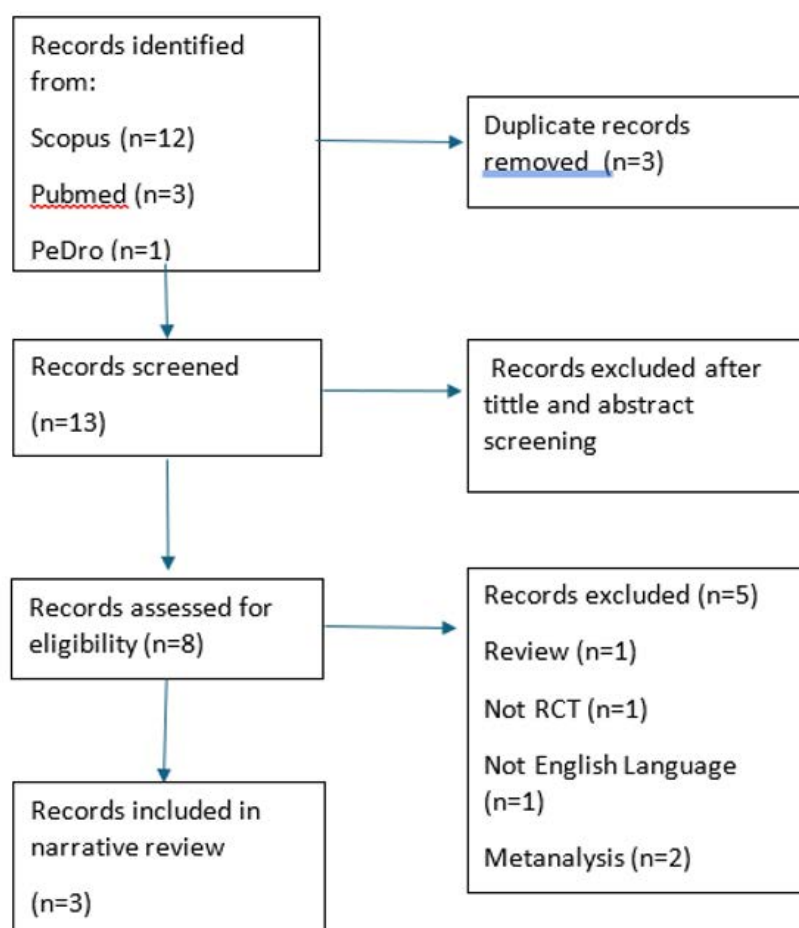 Records identified
from:
Scopus (n=12)
Pubmed (n=3)
PeDro (n=1)
Duplicate records
removed (n=3)
Records screened
(n=13)
Records excluded after
tittle and abstract
screening
Records assessed for
eligibility (n=8)
Records excluded (n=5)
Review (n=1)
Not RCT (n=1)
Not English Language
(n=1)
Metanalysis (n=2)
Records included in
narrative review
(n=3)